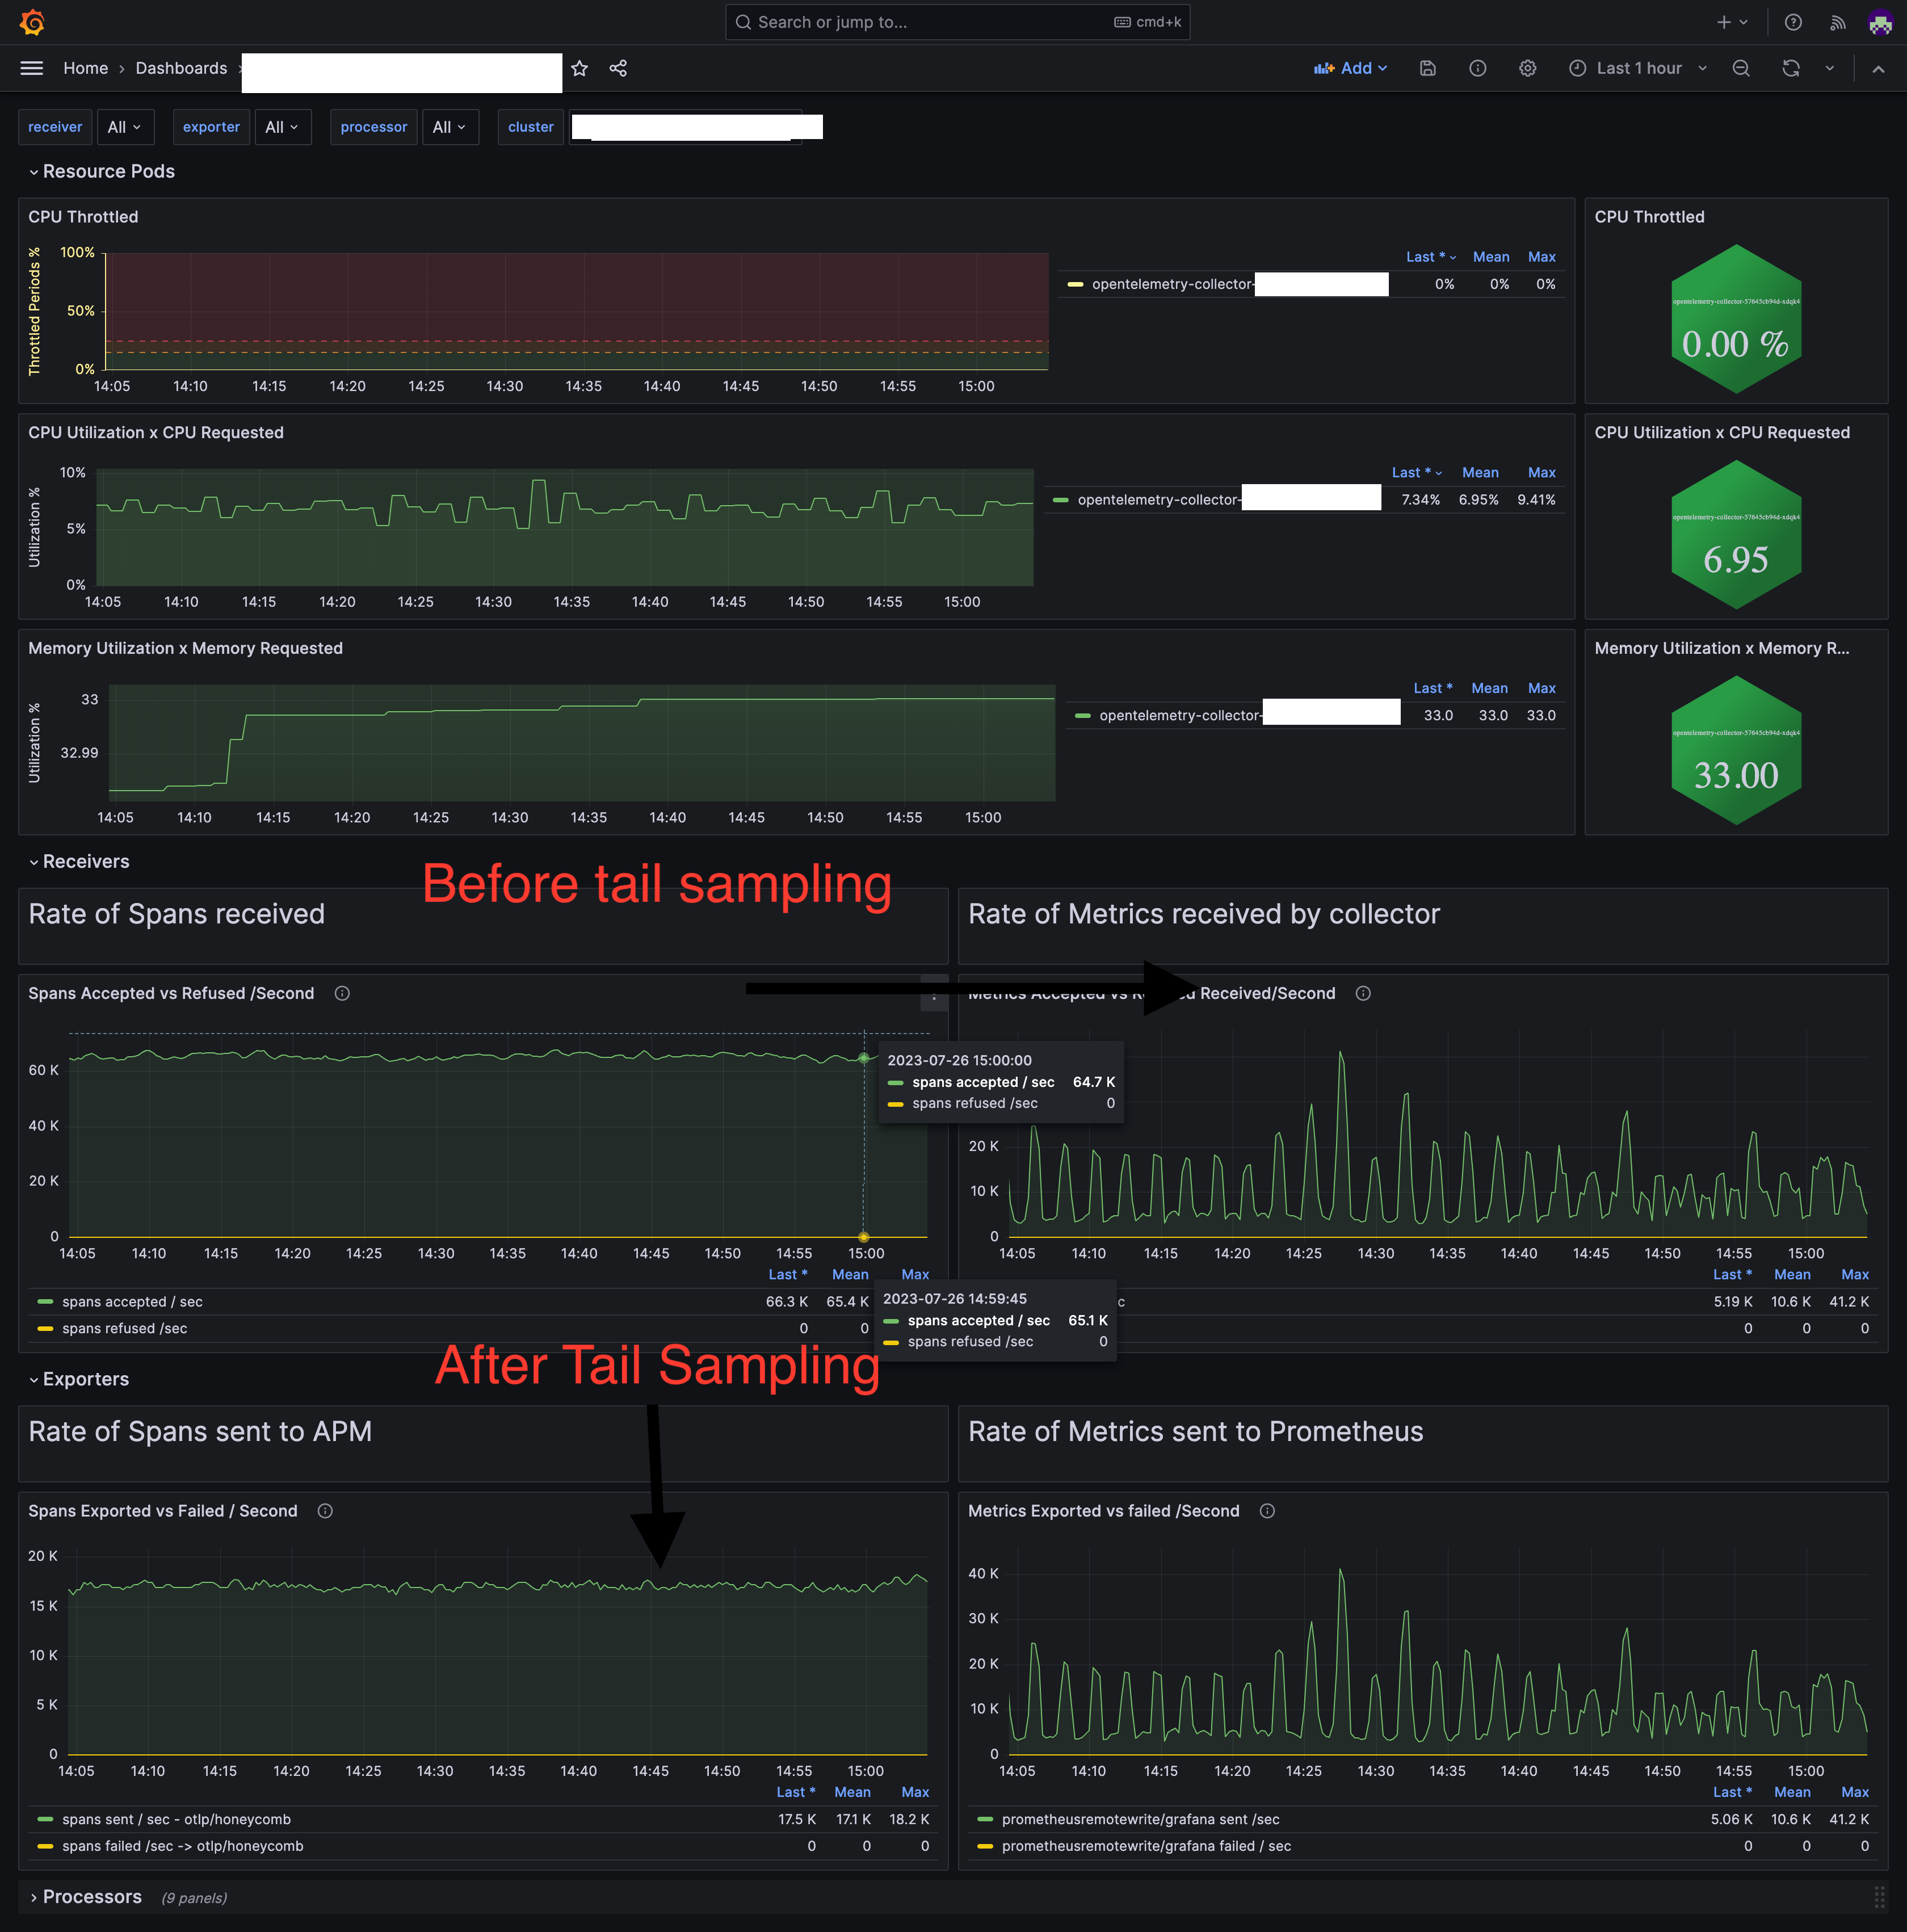 Search or jump to...
cmd+k
Home › Dashboards ›
Add
Last 1 hour
receiver All exporter All processor All cluster
Resource Pods
CPU Throttled
Throttled Periods %
100%
50%
0%
14:05 14:10 14:15 14:20 14:25 14:30 14:35 14:40 14:45 14:50 14:55 15:00
Last * Mean Max
opentelemetry-collector- 0% 0% 0%
CPU Throttled
opentelemetry-collector-57645cb94d-xdqk4
0.00 %
CPU Utilization x CPU Requested
Utilization %
10%
5%
0%
14:05 14:10 14:15 14:20 14:25 14:30 14:35 14:40 14:45 14:50 14:55 15:00
Last * Mean Max
opentelemetry-collector- 7.34% 6.95% 9.41%
CPU Utilization x CPU Requested
opentelemetry-collector-57645cb94d-xdqk4
6.95
Memory Utilization x Memory Requested
Utilization %
33
32.99
14:05 14:10 14:15 14:20 14:25 14:30 14:35 14:40 14:45 14:50 14:55 15:00
Last * Mean Max
opentelemetry-collector- 33.0 33.0 33.0
Memory Utilization x Memory R...
opentelemetry-collector-57645cb94d-xdqk4
33.00
Receivers
Before tail sampling
Rate of Spans received
Rate of Metrics received by collector
Spans Accepted vs Refused /Second
60 K
40 K
20 K
0
14:05 14:10 14:15 14:20 14:25 14:30 14:35 14:40 14:45 14:50 14:55 15:00
Last * Mean Max
spans accepted / sec 66.3 K 65.4 K
spans refused /sec 0 0
2023-07-26 15:00:00
spans accepted / sec 64.7 K
spans refused /sec 0
2023-07-26 14:59:45
spans accepted / sec 65.1 K
spans refused /sec 0
Metrics Accepted vs Received/Second
20 K
10 K
0
14:05 14:10 14:15 14:20 14:25 14:30 14:35 14:40 14:45 14:50 14:55 15:00
Last * Mean Max
c 5.19 K 10.6 K 41.2 K
0 0 0
After Tail Sampling
Exporters
Rate of Spans sent to APM
Rate of Metrics sent to Prometheus
Spans Exported vs Failed / Second
20 K
15 K
10 K
5 K
0
14:05 14:10 14:15 14:20 14:25 14:30 14:35 14:40 14:45 14:50 14:55 15:00
Last * Mean Max
spans sent / sec - otlp/honeycomb 17.5 K 17.1 K 18.2 K
spans failed /sec -> otlp/honeycomb 0 0 0
Metrics Exported vs failed /Second
40 K
30 K
20 K
10 K
0
14:05 14:10 14:15 14:20 14:25 14:30 14:35 14:40 14:45 14:50 14:55 15:00
Last * Mean Max
prometheusremotewrite/grafana sent /sec 5.06 K 10.6 K 41.2 K
prometheusremotewrite/grafana failed / sec 0 0 0
Processors (9 panels)